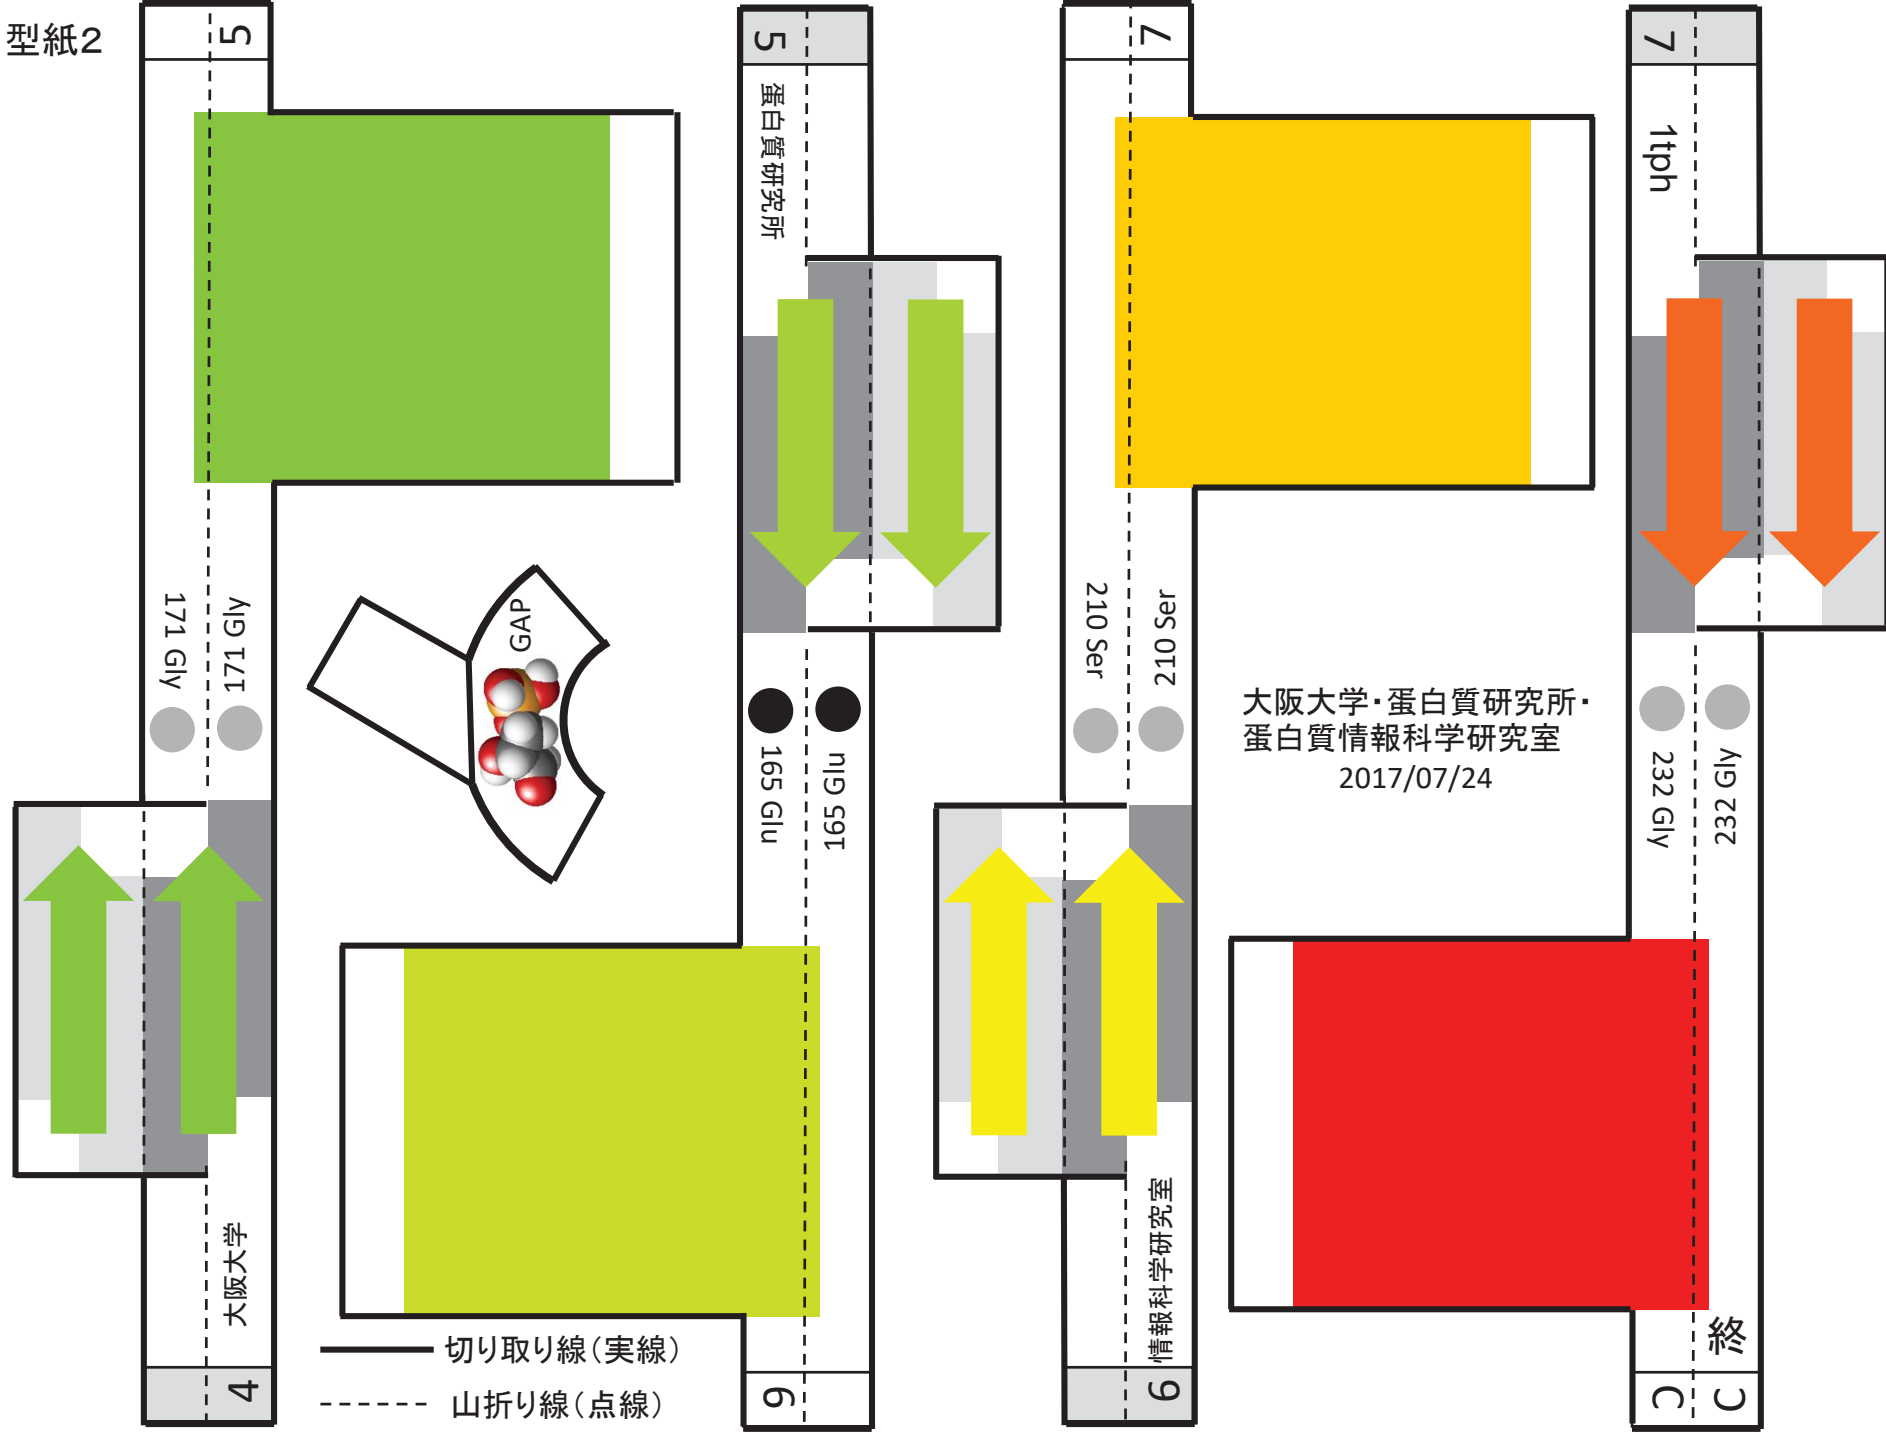 型紙2
5
171 Gly
171 Gly
大阪大学
4
GAP
5
蛋白質研究所
165 Glu
165 Glu
6
7
210 Ser
210 Ser
情報科学研究室
6
大阪大学・蛋白質研究所・
蛋白質情報科学研究室
2017/07/24
7
1tph
232 Gly
232 Gly
終
C
C
切り取り線(実線)
山折り線(点線)